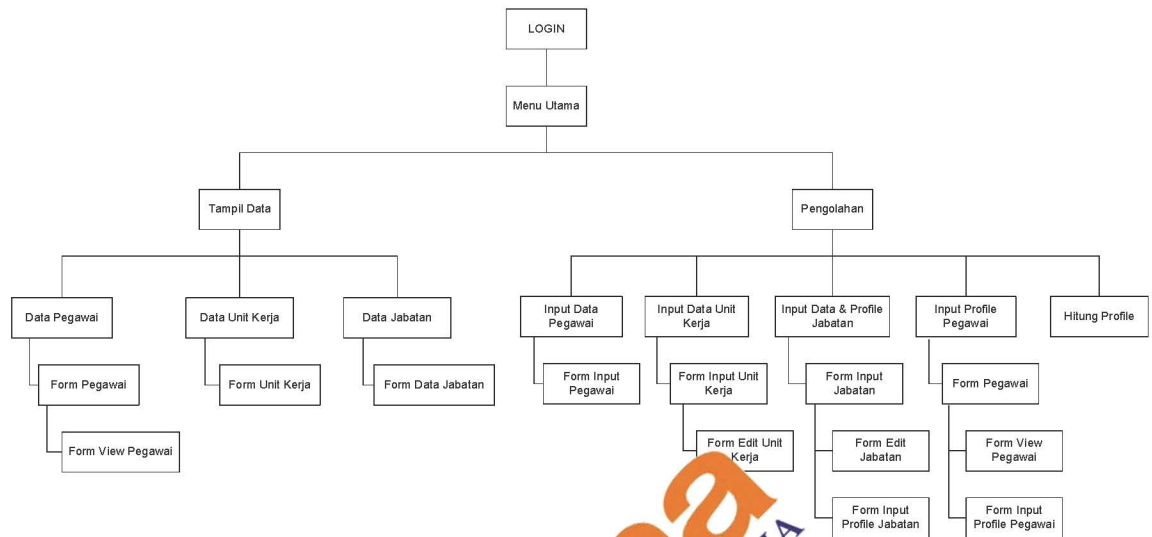 LOGIN
Menu Utama
Tampil Data
Pengolahan
Data Pegawai
Data Unit Kerja
Data Jabatan
Input Data
Pegawai
Input Data Unit
Kerja
Input Data & Profile
Jabatan
Input Profile
Pegawai
Hitung Profile
Form Pegawai
Form Unit Kerja
Form Data Jabatan
Form Input
Pegawai
Form Input Unit
Kerja
Form Input
Jabatan
Form Pegawai
Form View Pegawai
Form Edit Unit
Kerja
Form Edit
Jabatan
Form View
Pegawai
Form Input
Profile Jabatan
Form Input
Profile Pegawai